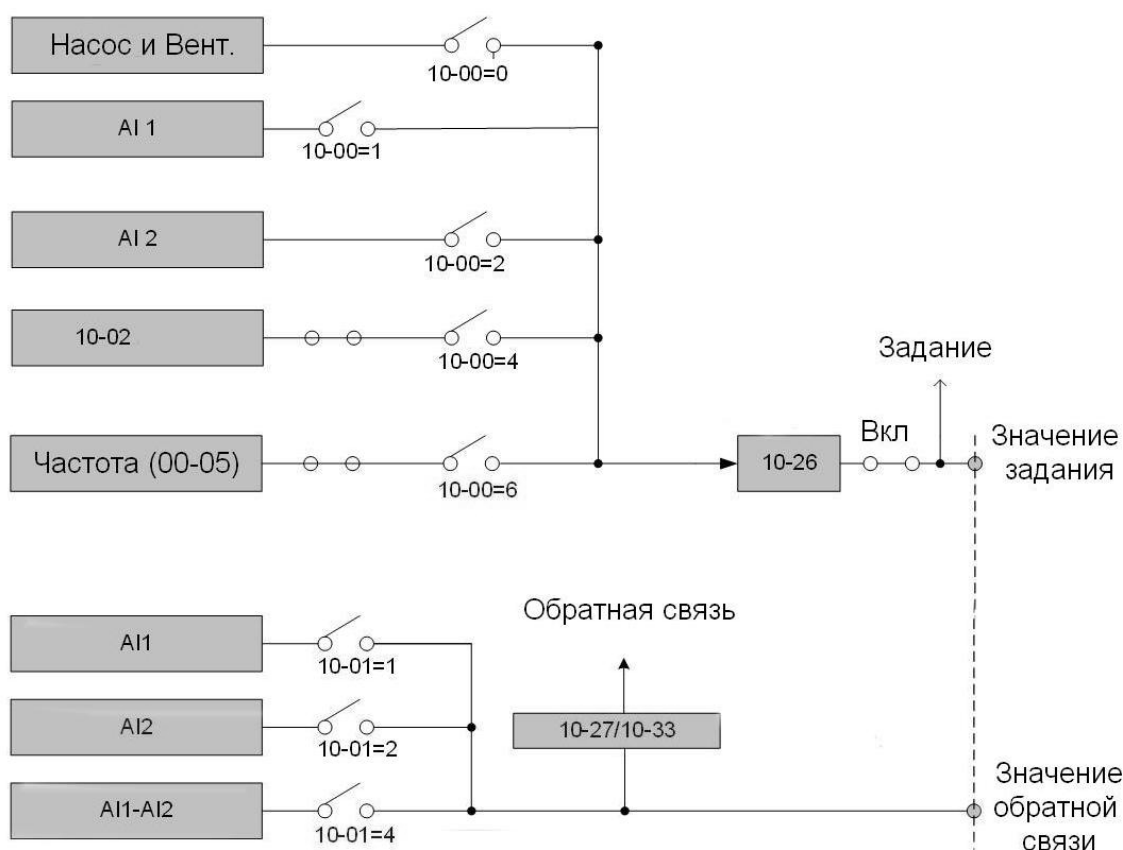 Насос и Вент.
10-00=0
AI 1
10-00=1
AI 2
10-00=2
10-02
10-00=4
Задание
Частота (00-05)
10-00=6
10-26
Вкл
Значение
задания
Обратная связь
AI1
10-01=1
AI2
10-01=2
10-27/10-33
AI1-AI2
10-01=4
Значение
обратной
связи